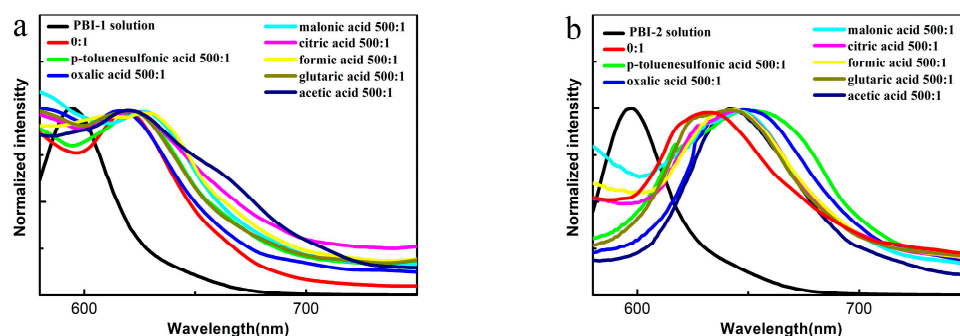 a
PBI-1 solution
0:1
p-toluenesulfonic acid 500:1
oxalic acid 500:1
malonic acid 500:1
citric acid 500:1
formic acid 500:1
glutaric acid 500:1
acetic acid 500:1
Normalized intensitty
600
700
Wavelength(nm)
b
PBI-2 solution
0:1
p-toluenesulfonic acid 500:1
oxalic acid 500:1
malonic acid 500:1
citric acid 500:1
formic acid 500:1
glutaric acid 500:1
acetic acid 500:1
Normalized intensity
600
700
Wavelength(nm)